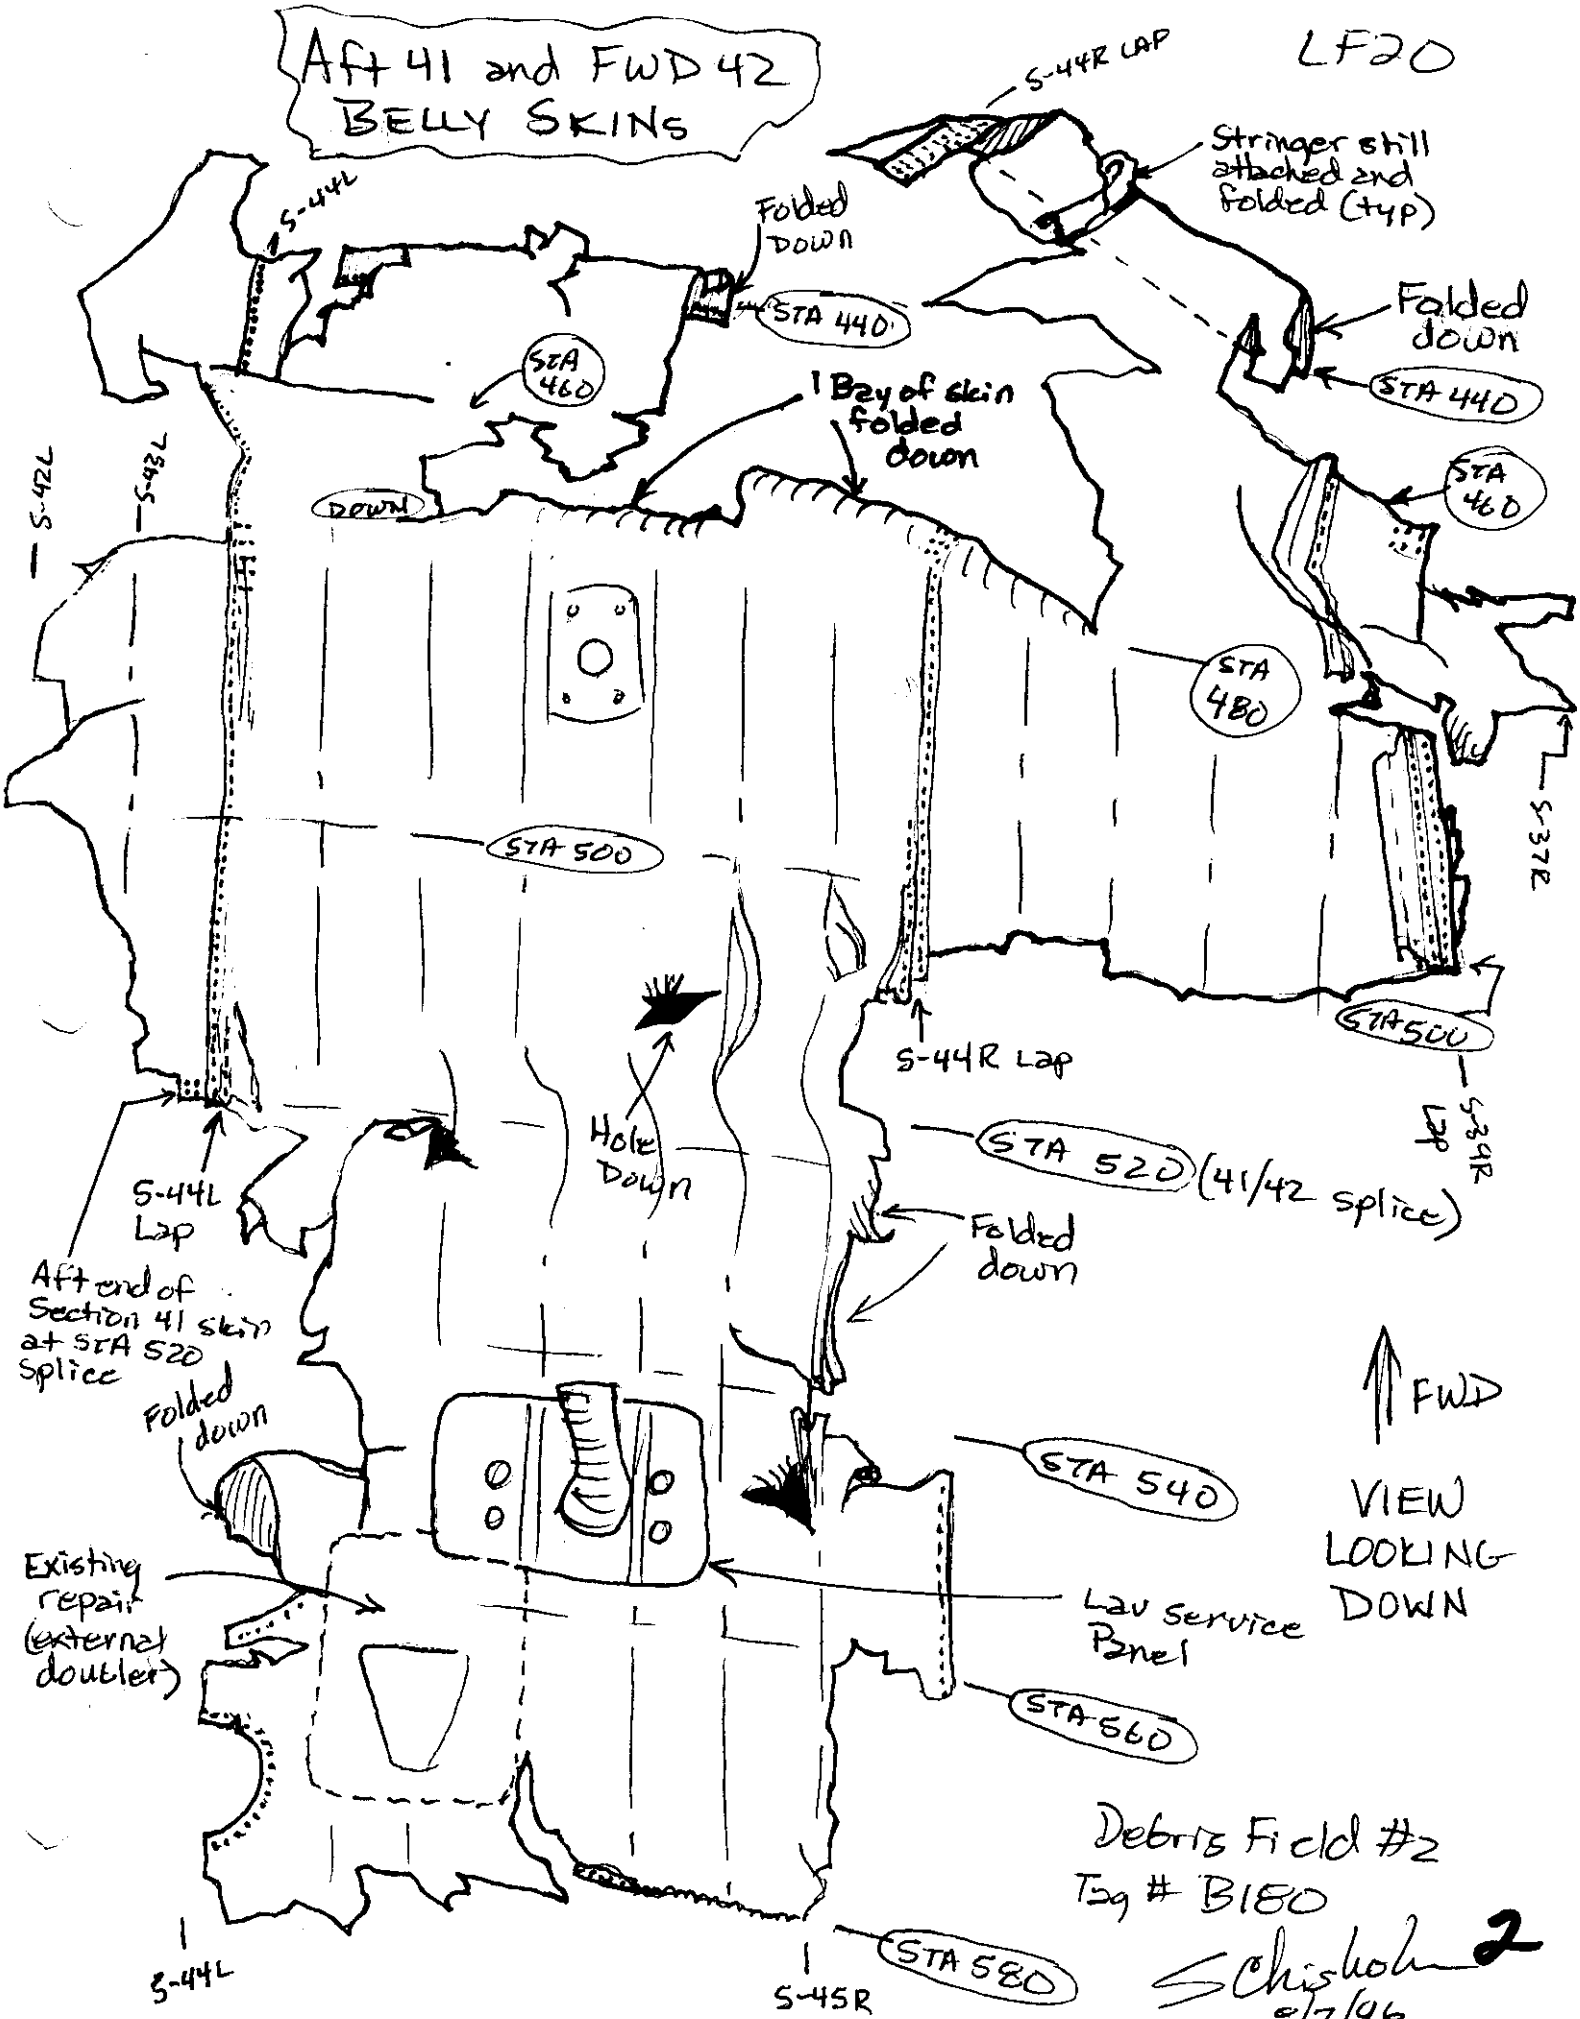 Aft 41 and FWD 42
BELLY SKINS
LF20
S-44R LAP
Stringer still
attached and
folded (typ)
S-44L
Folded
DOWN
STA 440
Folded
down
STA 440
STA
460
1 Bay of skin
folded
down
STA
460
S-42L
S-43L
DOWN
STA
480
S-37R
STA 500
STA 500
S-44R Lap
S-39R
Lap
Hole
Down
STA 520 (41/42 splice)
S-44L
Lap
Folded
down
Aft end of
Section 41 skin
at STA 520
splice
Folded
down
FWD
STA 540
VIEW
LOOKING
DOWN
Existing
repair
(external
doubler)
Lav Service
Panel
STA 560
Debris Field #2
Tag # B180
S-44L
STA 580
S-45R
SChisholm 2
8/7/96